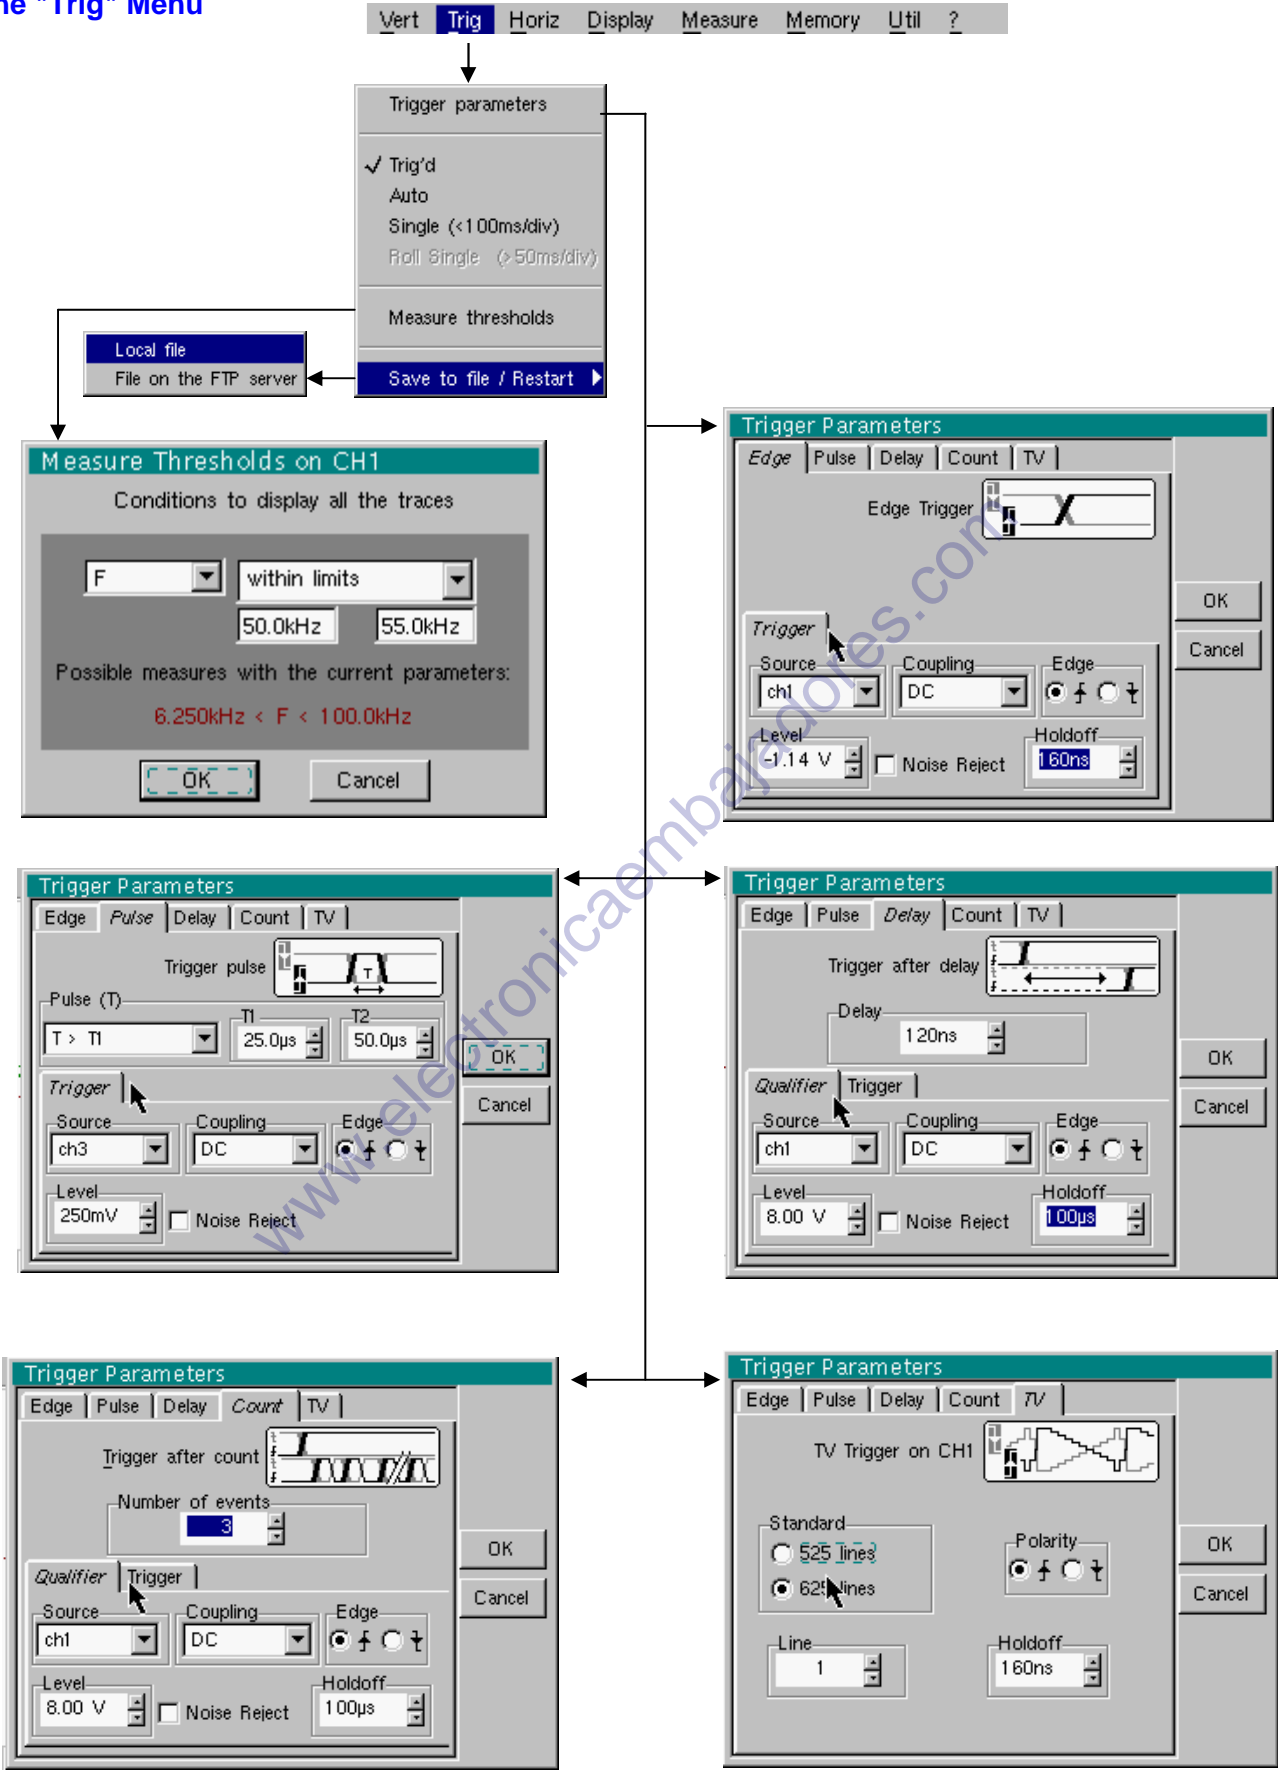 he "Trig" Menu
Vert Trig Horiz Display Measure Memory Util ?
Trigger parameters
Trig'd
Auto
Single (<100ms/div)
Roll Single (>50ms/div)
Measure thresholds
Save to file / Restart
Local file
File on the FTP server
Measure Thresholds on CH1
Conditions to display all the traces
F within limits
50.0kHz 55.0kHz
Possible measures with the current parameters:
6.250kHz < F < 100.0kHz
OK Cancel
Trigger Parameters
Edge Pulse Delay Count TV
Edge Trigger
OK
Cancel
Trigger
Source Coupling Edge
ch1 DC
Level Holdoff
-1.14 V Noise Reject 160ns
Trigger Parameters
Edge Pulse Delay Count TV
Trigger pulse
T
Pulse (T) T1 T2
T > T1 25.0µs 50.0µs
OK
Cancel
Trigger
Source Coupling Edge
ch3 DC
Level
250mV Noise Reject
Trigger Parameters
Edge Pulse Delay Count TV
Trigger after delay
Delay
120ns
OK
Cancel
Qualifier Trigger
Source Coupling Edge
ch1 DC
Level Holdoff
8.00 V Noise Reject 100µs
Trigger Parameters
Edge Pulse Delay Count TV
Trigger after count
Number of events
3
OK
Cancel
Qualifier Trigger
Source Coupling Edge
ch1 DC
Level Holdoff
8.00 V Noise Reject 100µs
Trigger Parameters
Edge Pulse Delay Count TV
TV Trigger on CH1
Standard Polarity
525 lines
625 lines
OK
Cancel
Line Holdoff
1 160ns
www.electronicaembajadores.com